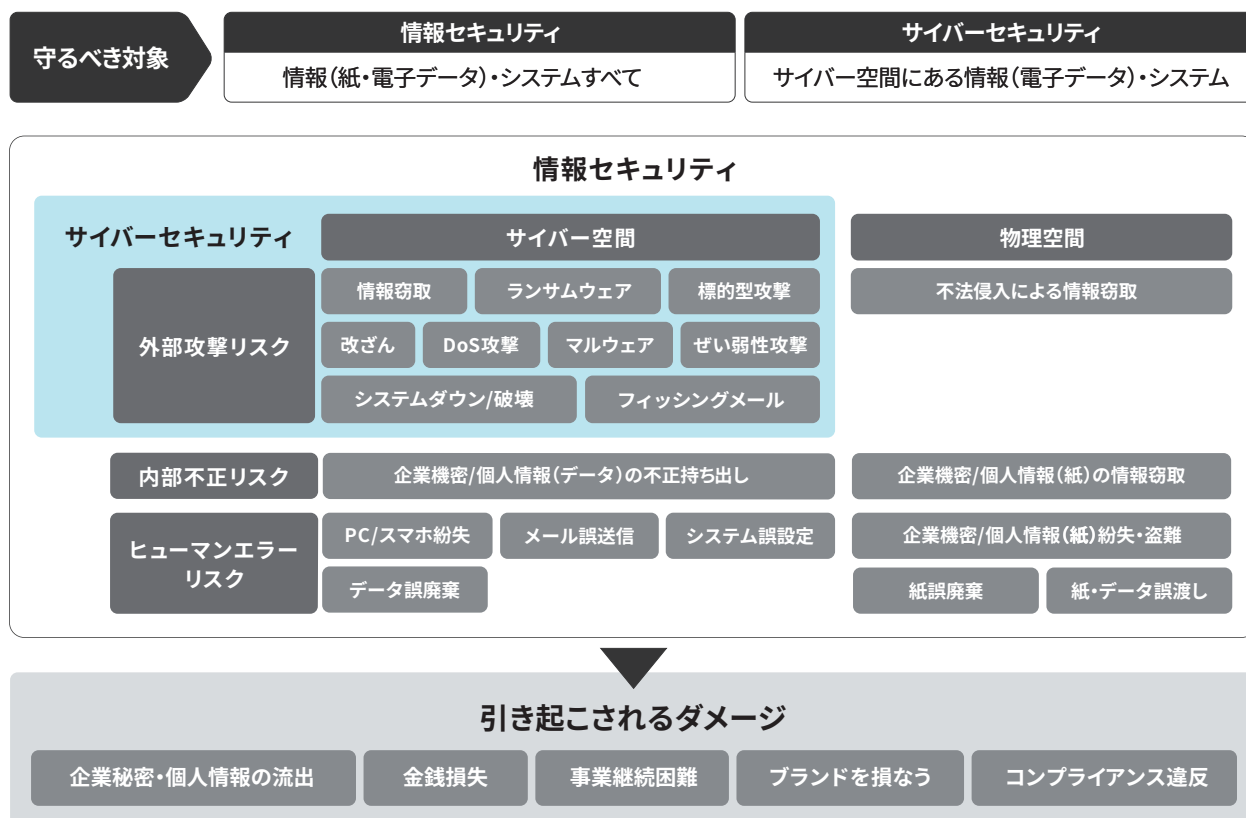 守るべき対象
情報セキュリティ
情報(紙・電子データ)・システムすべて
サイバーセキュリティ
サイバー空間にある情報(電子データ)・システム
情報セキュリティ
サイバーセキュリティ
サイバー空間
物理空間
外部攻撃リスク
情報窃取
ランサムウェア
標的型攻撃
不法侵入による情報窃取
改ざん
DoS攻撃
マルウェア
ぜい弱性攻撃
システムダウン/破壊
フィッシングメール
内部不正リスク
企業機密/個人情報(データ)の不正持ち出し
企業機密/個人情報(紙)の情報窃取
ヒューマンエラー
リスク
PC/スマホ紛失
メール誤送信
システム誤設定
企業機密/個人情報(紙)紛失・盗難
データ誤廃棄
紙誤廃棄
紙・データ誤渡し
引き起こされるダメージ
企業秘密・個人情報の流出
金銭損失
事業継続困難
ブランドを損なう
コンプライアンス違反